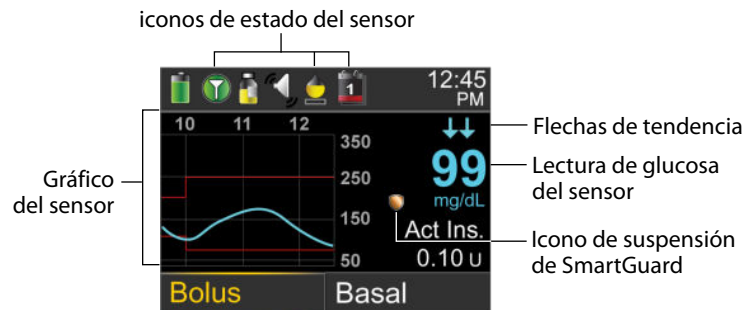 iconos de estado del sensor
1
12:45
PM
10 11 12
350
250
150
50
99
mg/dL
Act Ins.
0.10 U
Bolus
Basal
Gráfico
del sensor
Flechas de tendencia
Lectura de glucosa
del sensor
Icono de suspensión
de SmartGuard